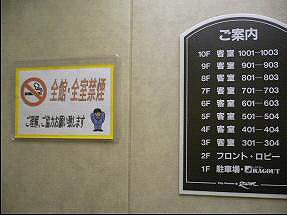 全館・全室禁煙
ご理解、ご協力お願い致します
ご案内
10F 客室 1001―1003
9F 客室 901―903
8F 客室 801―803
7F 客室 701―703
6F 客室 601―603
5F 客室 501―504
4F 客室 401―404
3F 客室 301―304
2F フロント・ロビー
1F 駐車場・RAGOUT